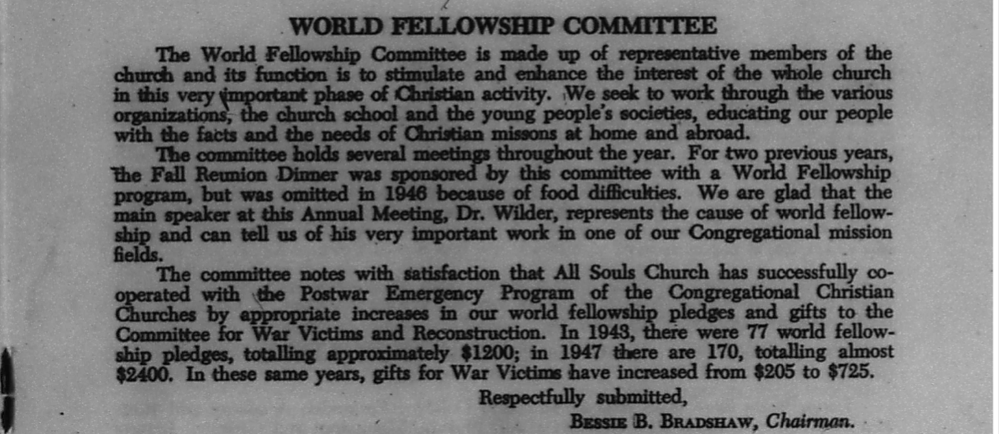 WORLD FELLOWSHIP COMMITTEE
The World Fellowship Committee is made up of representative members of the
church and its function is to stimulate and enhance the interest of the whole church
in this very important phase of Christian activity. We seek to work through the various
organizations, the church school and the young people's societies, educating our people
with the facts and the needs of Christian missons at home and abroad.
The committee holds several meetings throughout the year. For two previous years,
the Fall Reunion Dinner was sponsored by this committee with a World Fellowship
program, but was omitted in 1946 because of food difficulties. We are glad that the
main speaker at this Annual Meeting, Dr. Wilder, represents the cause of world fellow-
ship and can tell us of his very important work in one of our Congregational mission
fields.
The committee notes with satisfaction that All Souls Church has successfully co-
operated with the Postwar Emergency Program of the Congregational Christian
Churches by appropriate increases in our world fellowship pledges and gifts to the
Committee for War Victims and Reconstruction. In 1943, there were 77 world fellow-
ship pledges, totalling approximately $1200; in 1947 there are 170, totalling almost
$2400. In these same years, gifts for War Victims have increased from $205 to $725.
Respectfully submitted,
BESSIE B. BRADSHAW, Chairman.